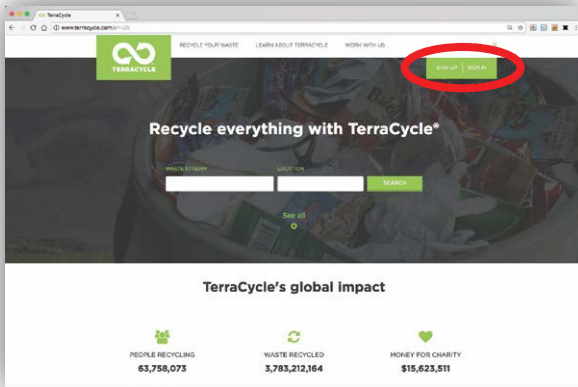 TerraCycle
www.terracycle.com/en-US
TERRACYCLE
RECYCLE YOUR WASTE LEARN ABOUT TERRACYCLE WORK WITH US
SIGN UP SIGN IN
Recycle everything with TerraCycle®
WASTE STREAM LOCATION
SEARCH
See all
TerraCycle's global impact
PEOPLE RECYCLING WASTE RECYCLED MONEY FOR CHARITY
63,758,073 3,783,212,164 $15,623,511